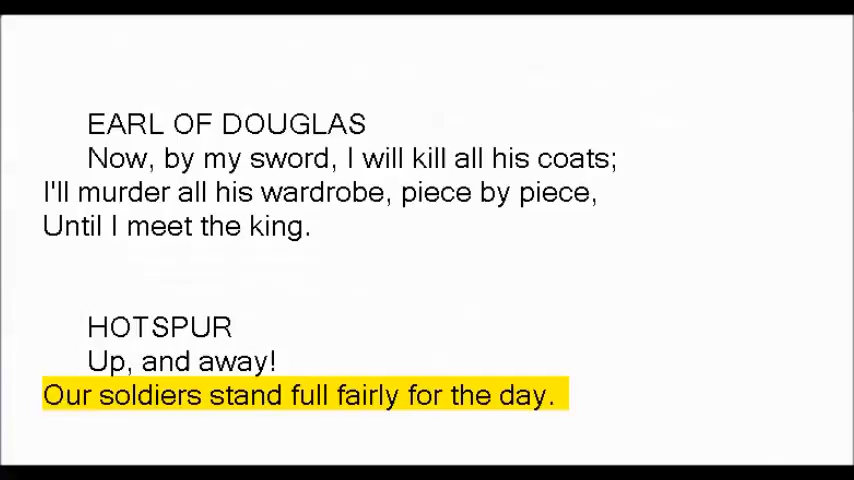 EARL OF DOUGLAS
Now, by my sword, I will kill all his coats;
I'll murder all his wardrobe, piece by piece,
Until I meet the king.
HOTSPUR
Up, and away!
Our soldiers stand full fairly for the day.